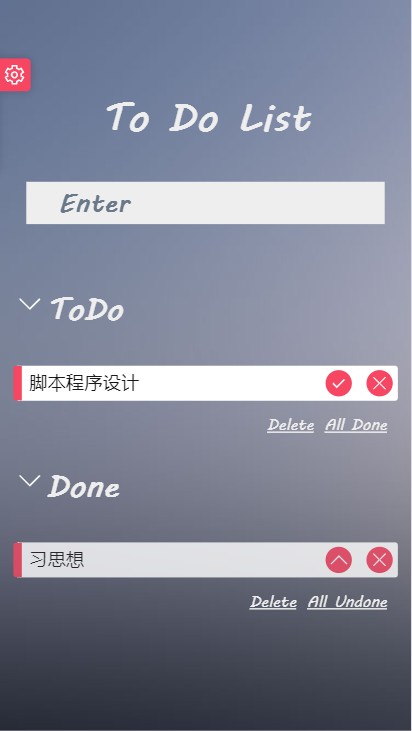 To Do List
Enter
ToDo
脚本程序设计
Delete All Done
Done
习思想
Delete All Undone